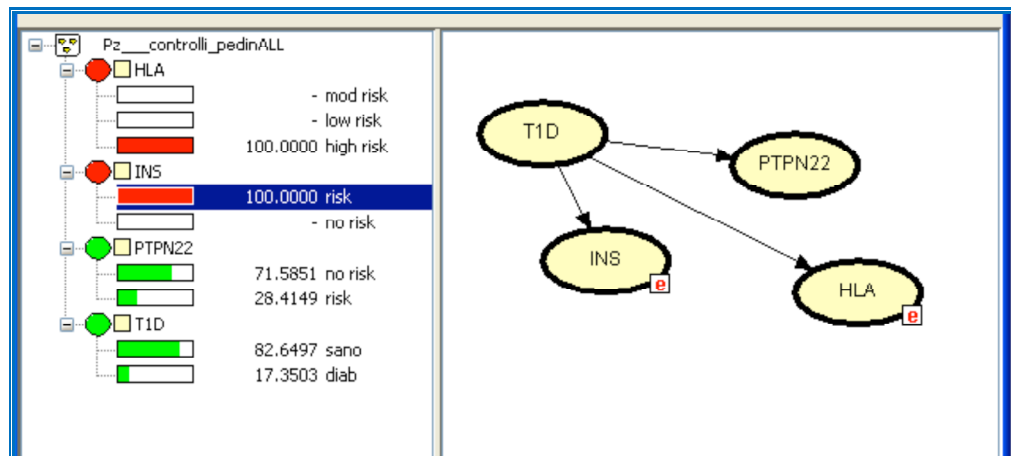 Pz___controlli_pedinALL
HLA
- mod risk
- low risk
100.0000 high risk
INS
100.0000 risk
- no risk
PTPN22
71.5851 no risk
28.4149 risk
T1D
82.6497 sano
17.3503 diab
T1D
PTPN22
INS
e
HLA
e